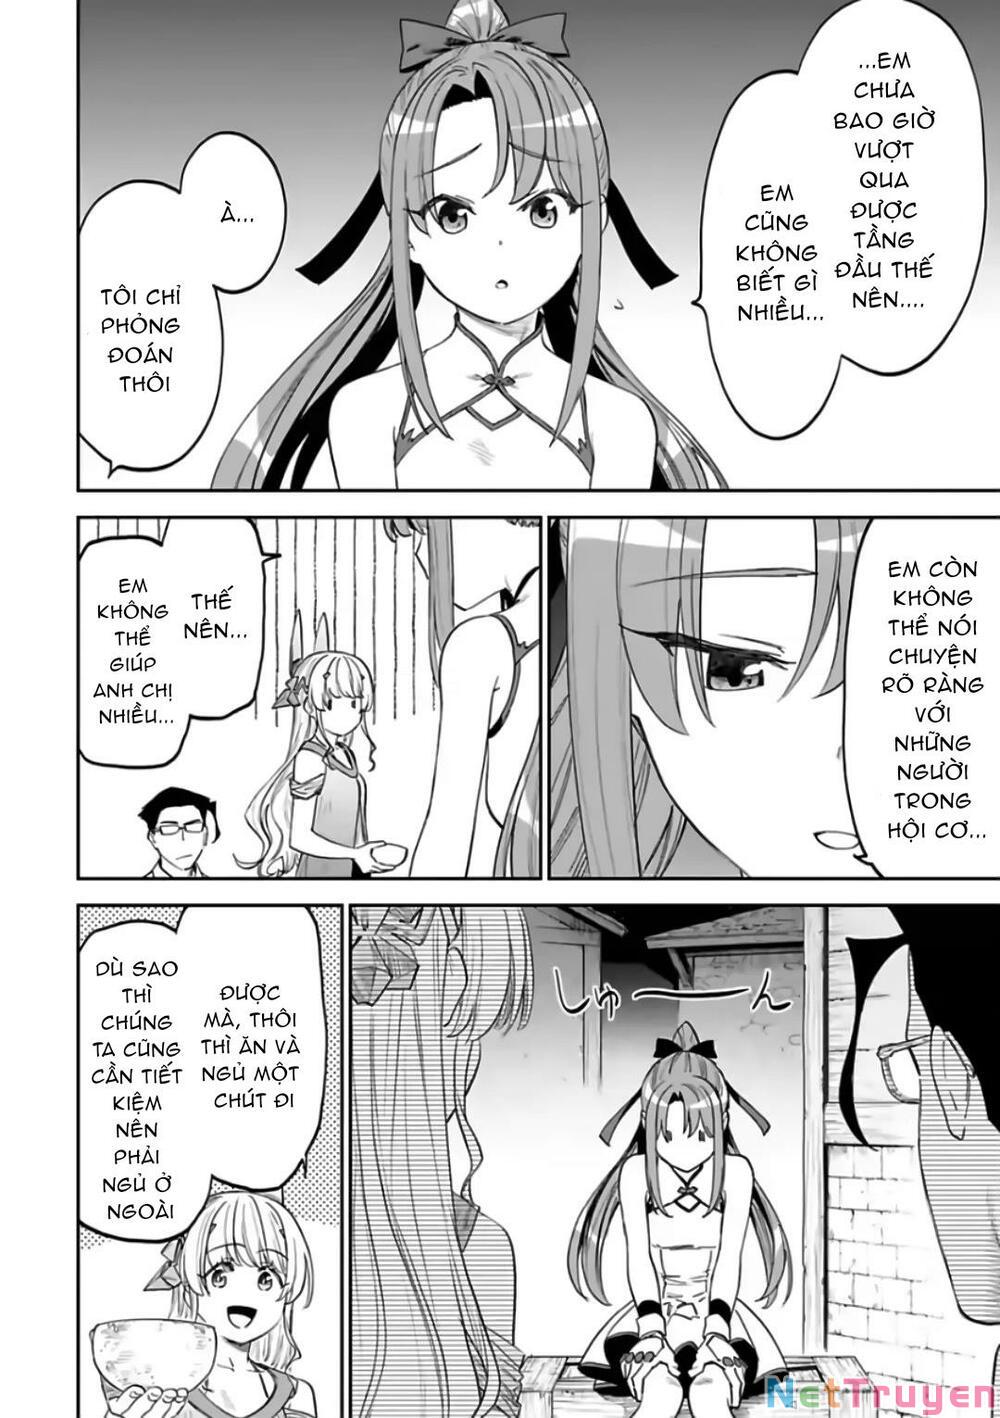 ...EM
CHƯA
BAO GIỜ
VƯỢT
QUA
ĐƯỢC
TẦNG
ĐẦU THẾ
NÊN....
EM
CŨNG
KHÔNG
BIẾT GÌ
NHIỀU...
À...
TÔI CHỈ
PHỎNG
ĐOÁN
THÔI
EM CÒN
KHÔNG
THỂ NÓI
CHUYỆN
RÕ RÀNG
VỚI
NHỮNG
NGƯỜI
TRONG
HỘI CƠ...
THẾ
NÊN...
EM
KHÔNG
THỂ
GIÚP
ANH CHỊ
NHIỀU...
しゅーーん
ĐƯỢC
MÀ, THÔI
THÌ ĂN VÀ
NGỦ MỘT
CHÚT ĐI
DÙ SAO
THÌ
CHÚNG
TA CŨNG
CẦN TIẾT
KIỆM
NÊN
PHẢI
NGỦ Ở
NGOÀI
NetTruyen